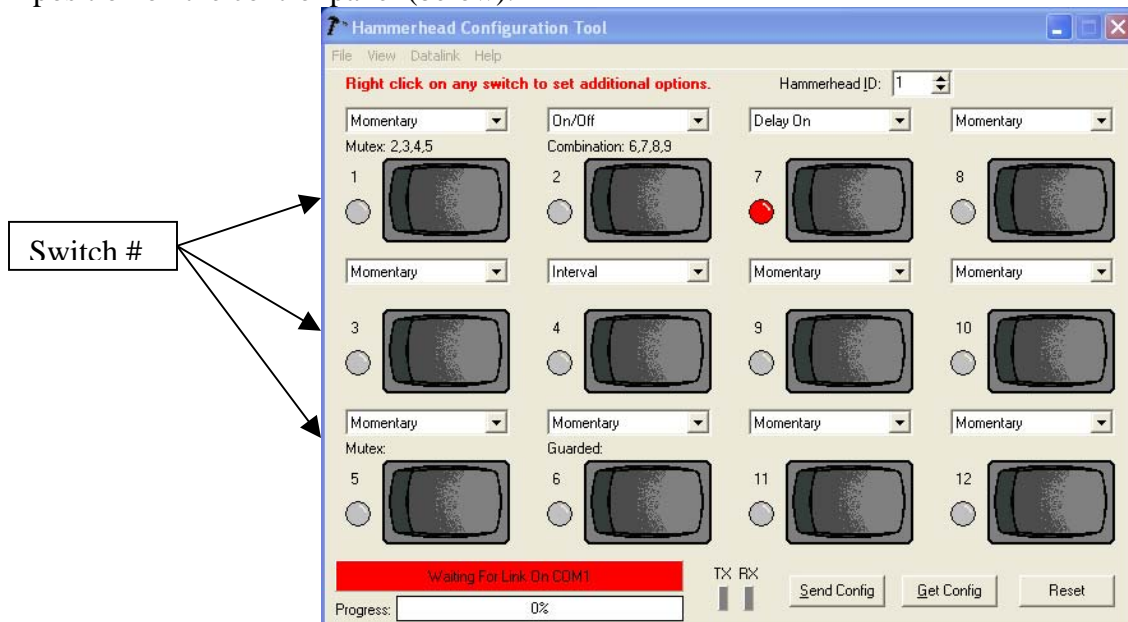 position on the control panel (below).
Hammerhead Configuration Tool
File View Datalink Help
Right click on any switch to set additional options.
Hammerhead ID: 1
Momentary On/Off Delay On Momentary
Mutex: 2,3,4,5 Combination: 6,7,8,9
1 2 7 8
Switch #
Momentary Interval Momentary Momentary
3 4 9 10
Momentary Momentary Momentary Momentary
Mutex: Guarded:
5 6 11 12
Waiting For Link On COM1
TX RX
Send Config Get Config Reset
Progress: 0%